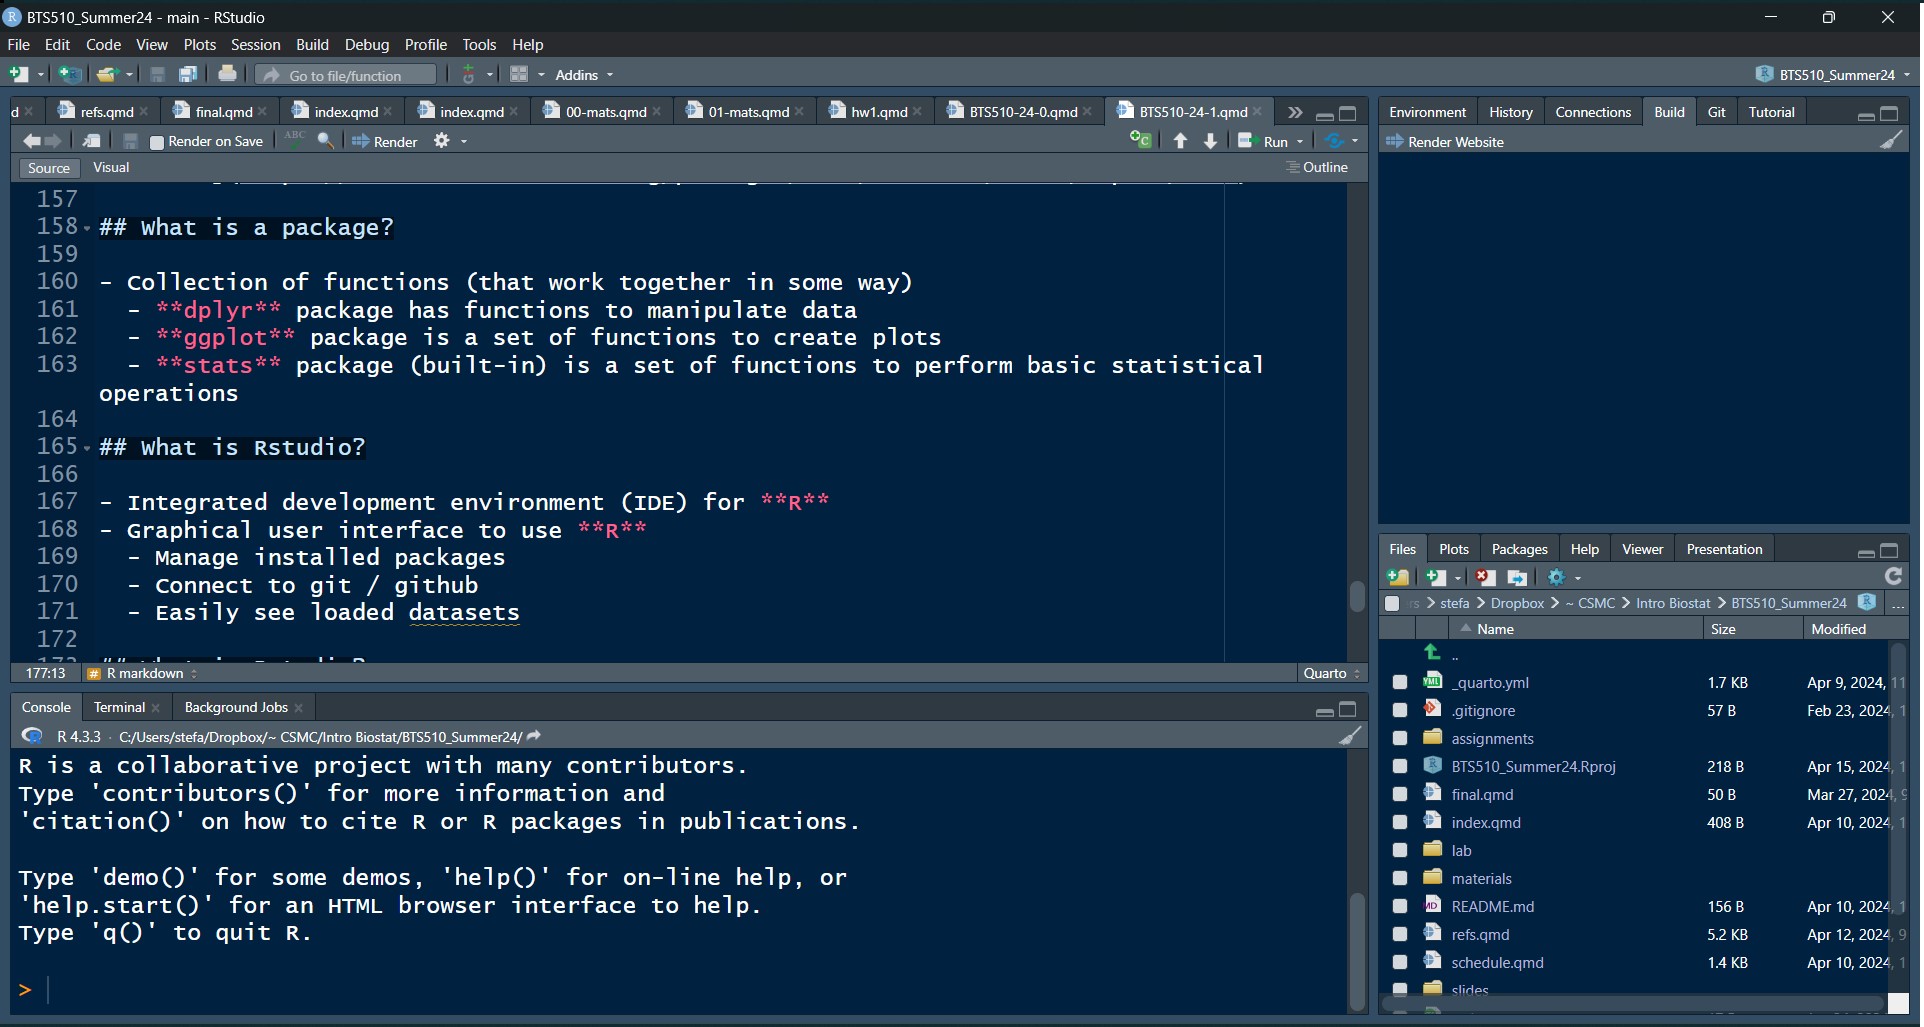 BTS510_Summer24 - main - RStudio
File Edit Code View Plots Session Build Debug Profile Tools Help
Go to file/function Addins BTS510_Summer24
d refs.qmd final.qmd index.qmd index.qmd 00-mats.qmd 01-mats.qmd hw1.qmd BTS510-24-0.qmd BTS510-24-1.qmd
Render on Save ABC Render Run
Source Visual Outline
157
158 ## What is a package?
159
160 - Collection of functions (that work together in some way)
161 - **dplyr** package has functions to manipulate data
162 - **ggplot** package is a set of functions to create plots
163 - **stats** package (built-in) is a set of functions to perform basic statistical
operations
164
165 ## What is Rstudio?
166
167 - Integrated development environment (IDE) for **R**
168 - Graphical user interface to use **R**
169 - Manage installed packages
170 - Connect to git / github
171 - Easily see loaded datasets
172
177:13 # R markdown Quarto
Console Terminal Background Jobs
R 4.3.3 · C:/Users/stefa/Dropbox/~ CSMC/Intro Biostat/BTS510_Summer24/
R is a collaborative project with many contributors.
Type 'contributors()' for more information and
'citation()' on how to cite R or R packages in publications.
Type 'demo()' for some demos, 'help()' for on-line help, or
'help.start()' for an HTML browser interface to help.
Type 'q()' to quit R.
>
Environment History Connections Build Git Tutorial
Render Website
Files Plots Packages Help Viewer Presentation
rs > stefa > Dropbox > ~ CSMC > Intro Biostat > BTS510_Summer24 ...
Name Size Modified
..
_quarto.yml 1.7 KB Apr 9, 2024, 11
.gitignore 57 B Feb 23, 2024, 1
assignments
BTS510_Summer24.Rproj 218 B Apr 15, 2024, 1
final.qmd 50 B Mar 27, 2024, 9
index.qmd 408 B Apr 10, 2024, 1
lab
materials
README.md 156 B Apr 10, 2024, 1
refs.qmd 5.2 KB Apr 12, 2024, 9
schedule.qmd 1.4 KB Apr 10, 2024, 1
slides